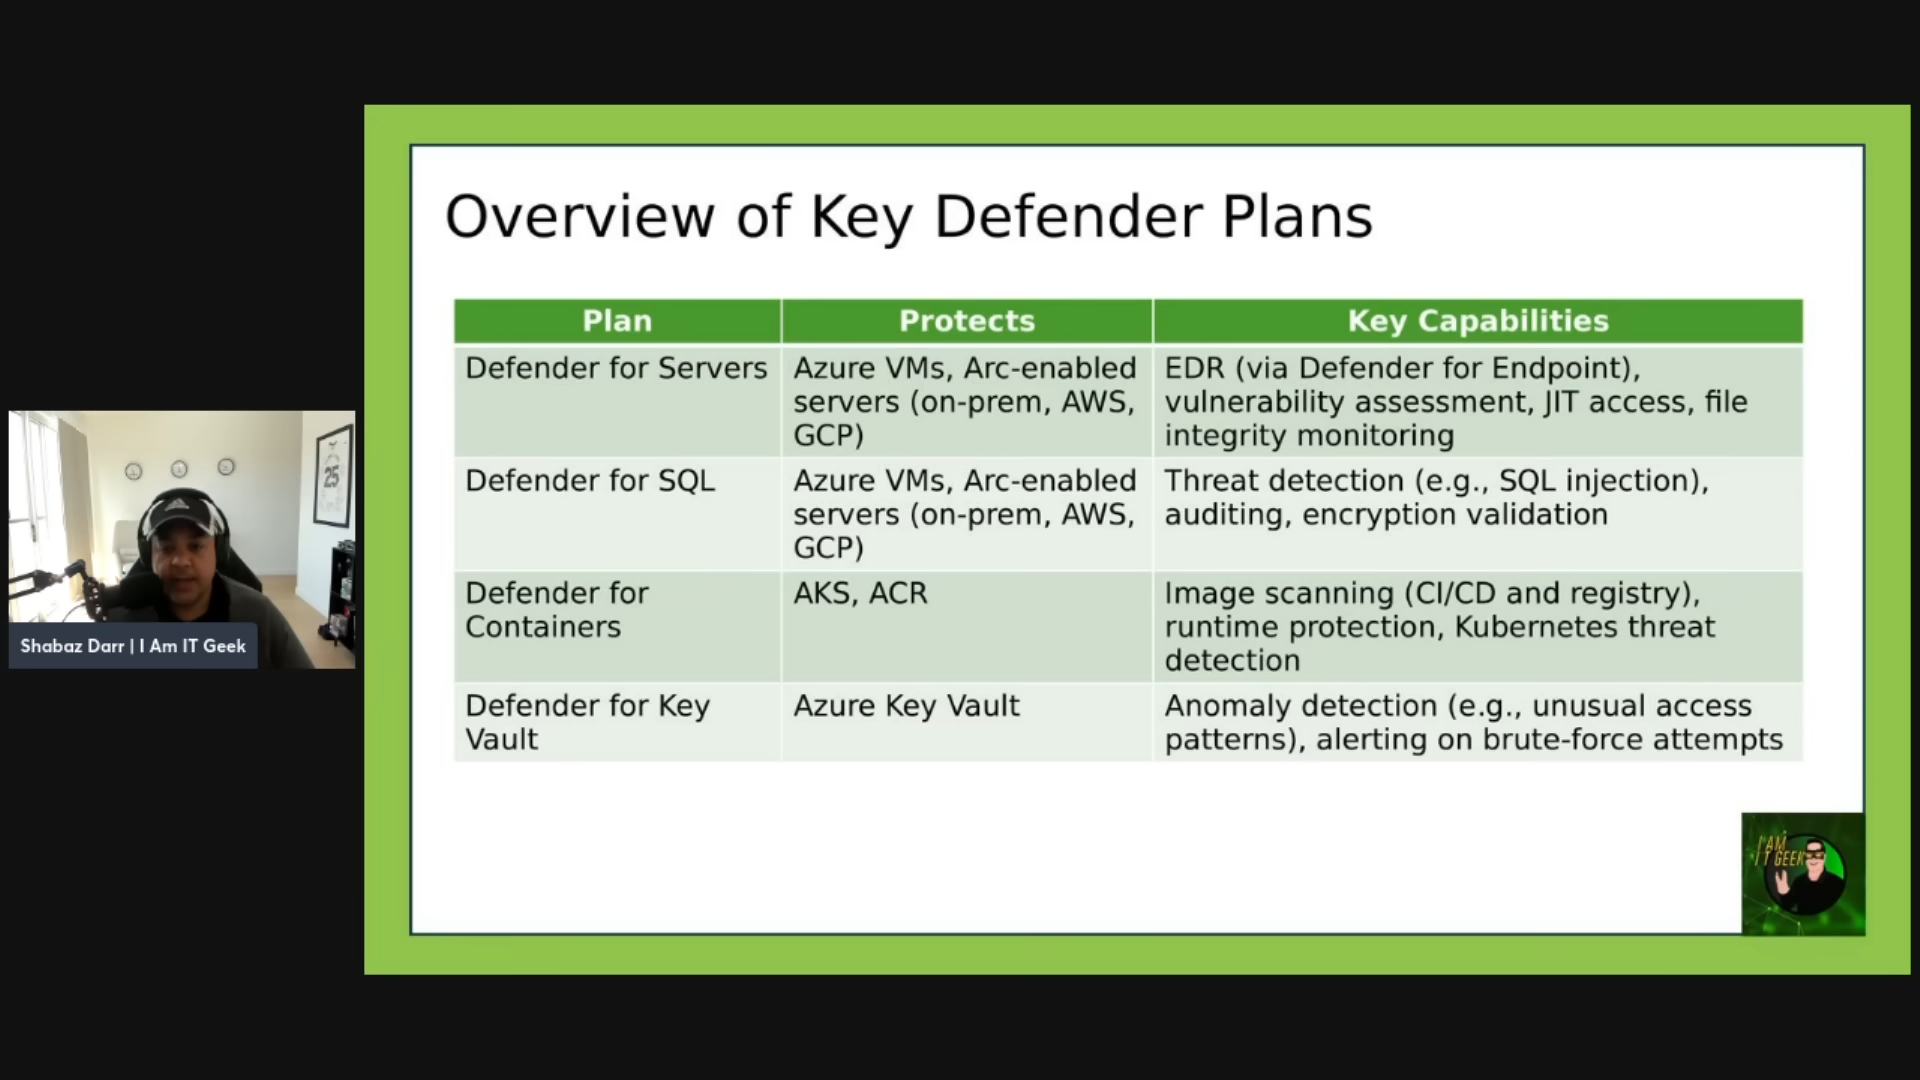 Overview of Key Defender Plans
Plan
Protects
Key Capabilities
Defender for Servers
Azure VMs, Arc-enabled
servers (on-prem, AWS,
GCP)
EDR (via Defender for Endpoint),
vulnerability assessment, JIT access, file
integrity monitoring
Defender for SQL
Azure VMs, Arc-enabled
servers (on-prem, AWS,
GCP)
Threat detection (e.g., SQL injection),
auditing, encryption validation
Defender for
Containers
AKS, ACR
Image scanning (CI/CD and registry),
runtime protection, Kubernetes threat
detection
Defender for Key
Vault
Azure Key Vault
Anomaly detection (e.g., unusual access
patterns), alerting on brute-force attempts
25
Shabaz Darr | I Am IT Geek
I AM
IT GEEK